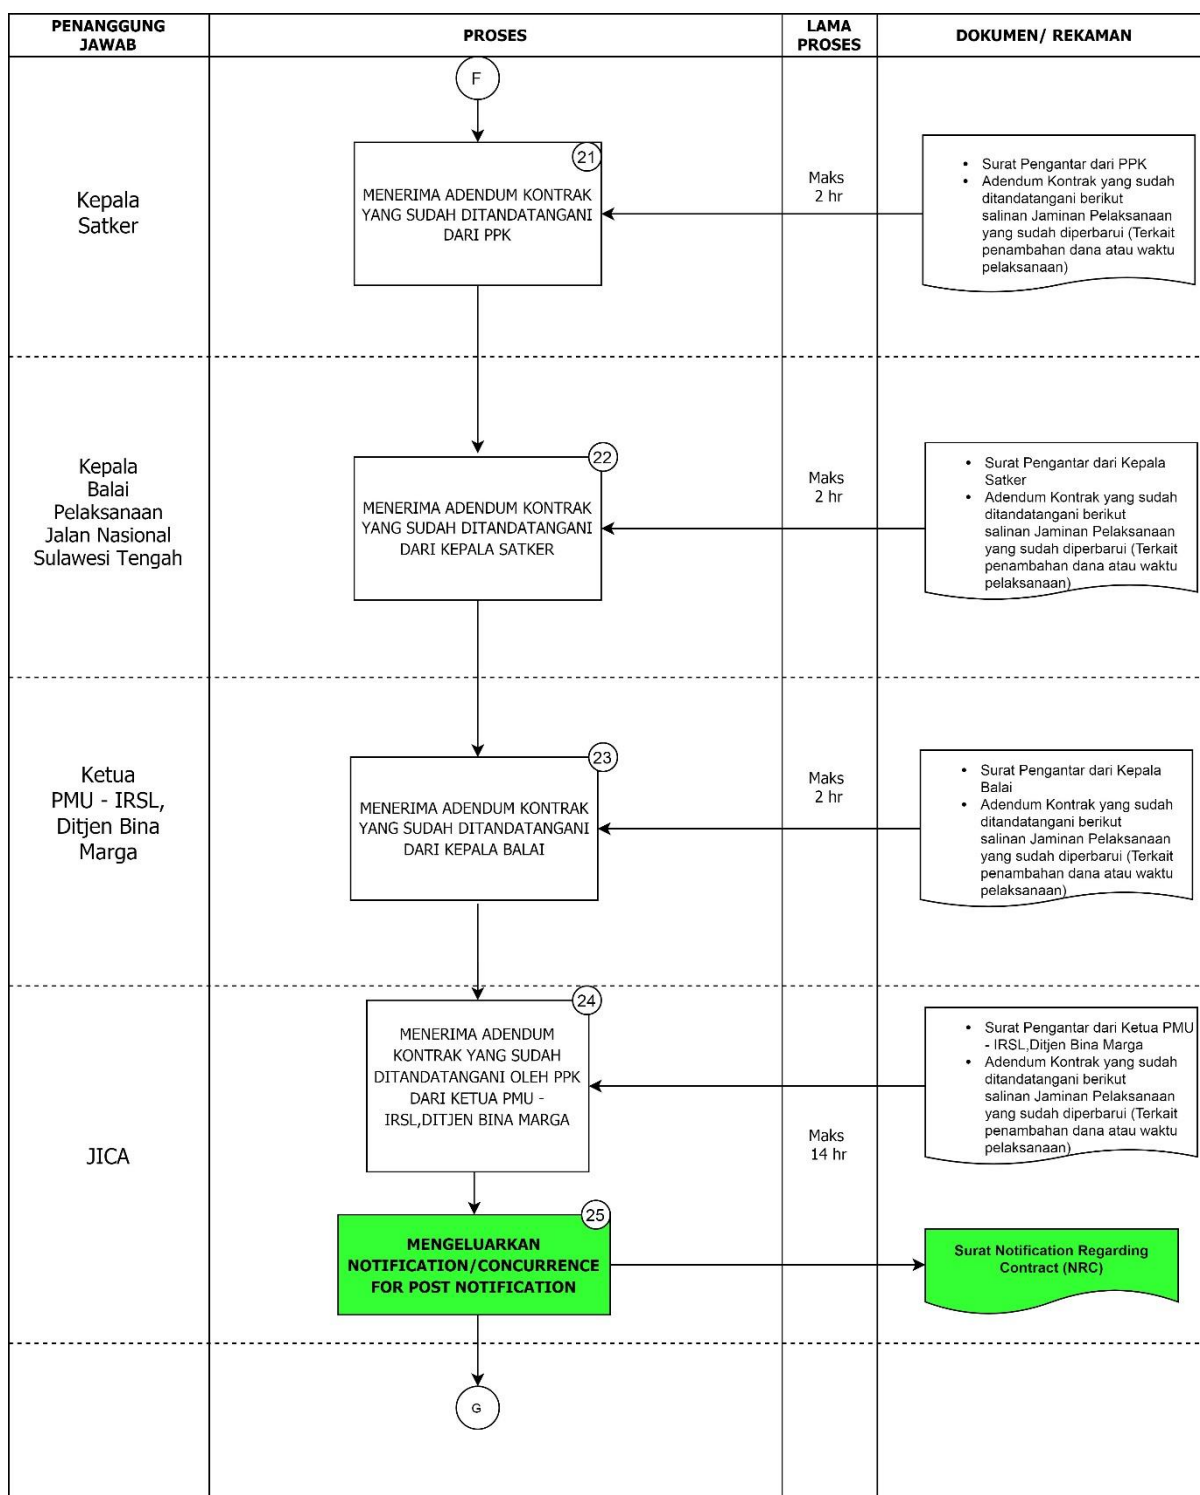 PENANGGUNG
JAWAB
PROSES
LAMA
PROSES
DOKUMEN/ REKAMAN
F
Kepala
Satker
21
MENERIMA ADENDUM KONTRAK
YANG SUDAH DITANDATANGANI
DARI PPK
Maks
2 hr
• Surat Pengantar dari PPK
• Adendum Kontrak yang sudah
ditandatangani berikut
salinan Jaminan Pelaksanaan
yang sudah diperbarui (Terkait
penambahan dana atau waktu
pelaksanaan)
Kepala
Balai
Pelaksanaan
Jalan Nasional
Sulawesi Tengah
22
MENERIMA ADENDUM KONTRAK
YANG SUDAH DITANDATANGANI
DARI KEPALA SATKER
Maks
2 hr
• Surat Pengantar dari Kepala
Satker
• Adendum Kontrak yang sudah
ditandatangani berikut
salinan Jaminan Pelaksanaan
yang sudah diperbarui (Terkait
penambahan dana atau waktu
pelaksanaan)
Ketua
PMU - IRSL,
Ditjen Bina
Marga
23
MENERIMA ADENDUM KONTRAK
YANG SUDAH DITANDATANGANI
DARI KEPALA BALAI
Maks
2 hr
• Surat Pengantar dari Kepala
Balai
• Adendum Kontrak yang sudah
ditandatangani berikut
salinan Jaminan Pelaksanaan
yang sudah diperbarui (Terkait
penambahan dana atau waktu
pelaksanaan)
JICA
24
MENERIMA ADENDUM
KONTRAK YANG SUDAH
DITANDATANGANI OLEH PPK
DARI KETUA PMU -
IRSL,DITJEN BINA MARGA
Maks
14 hr
• Surat Pengantar dari Ketua PMU
- IRSL,Ditjen Bina Marga
• Adendum Kontrak yang sudah
ditandatangani berikut
salinan Jaminan Pelaksanaan
yang sudah diperbarui (Terkait
penambahan dana atau waktu
pelaksanaan)
25
MENGELUARKAN
NOTIFICATION/CONCURRENCE
FOR POST NOTIFICATION
Surat Notification Regarding
Contract (NRC)
G